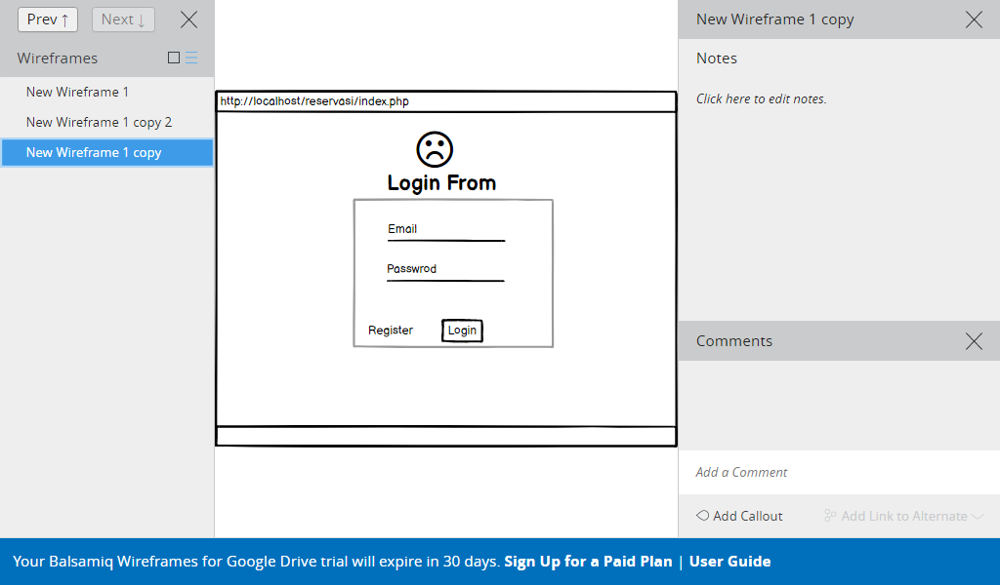 Prev ↑ Next ↓
Wireframes
New Wireframe 1
New Wireframe 1 copy 2
New Wireframe 1 copy
http://localhost/reservasi/index.php
Login From
Email
Passwrod
Register Login
New Wireframe 1 copy
Notes
Click here to edit notes.
Comments
Add a Comment
Add Callout Add Link to Alternate
Your Balsamiq Wireframes for Google Drive trial will expire in 30 days. Sign Up for a Paid Plan | User Guide